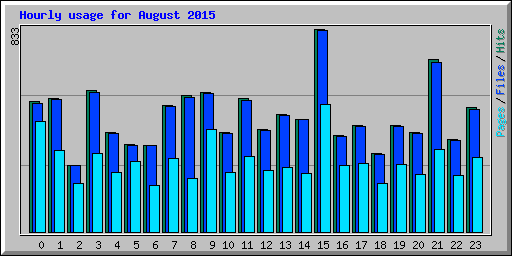 Hourly usage for August 2015
833
Pages/Files/Hits
0 1 2 3 4 5 6 7 8 9 10 11 12 13 14 15 16 17 18 19 20 21 22 23